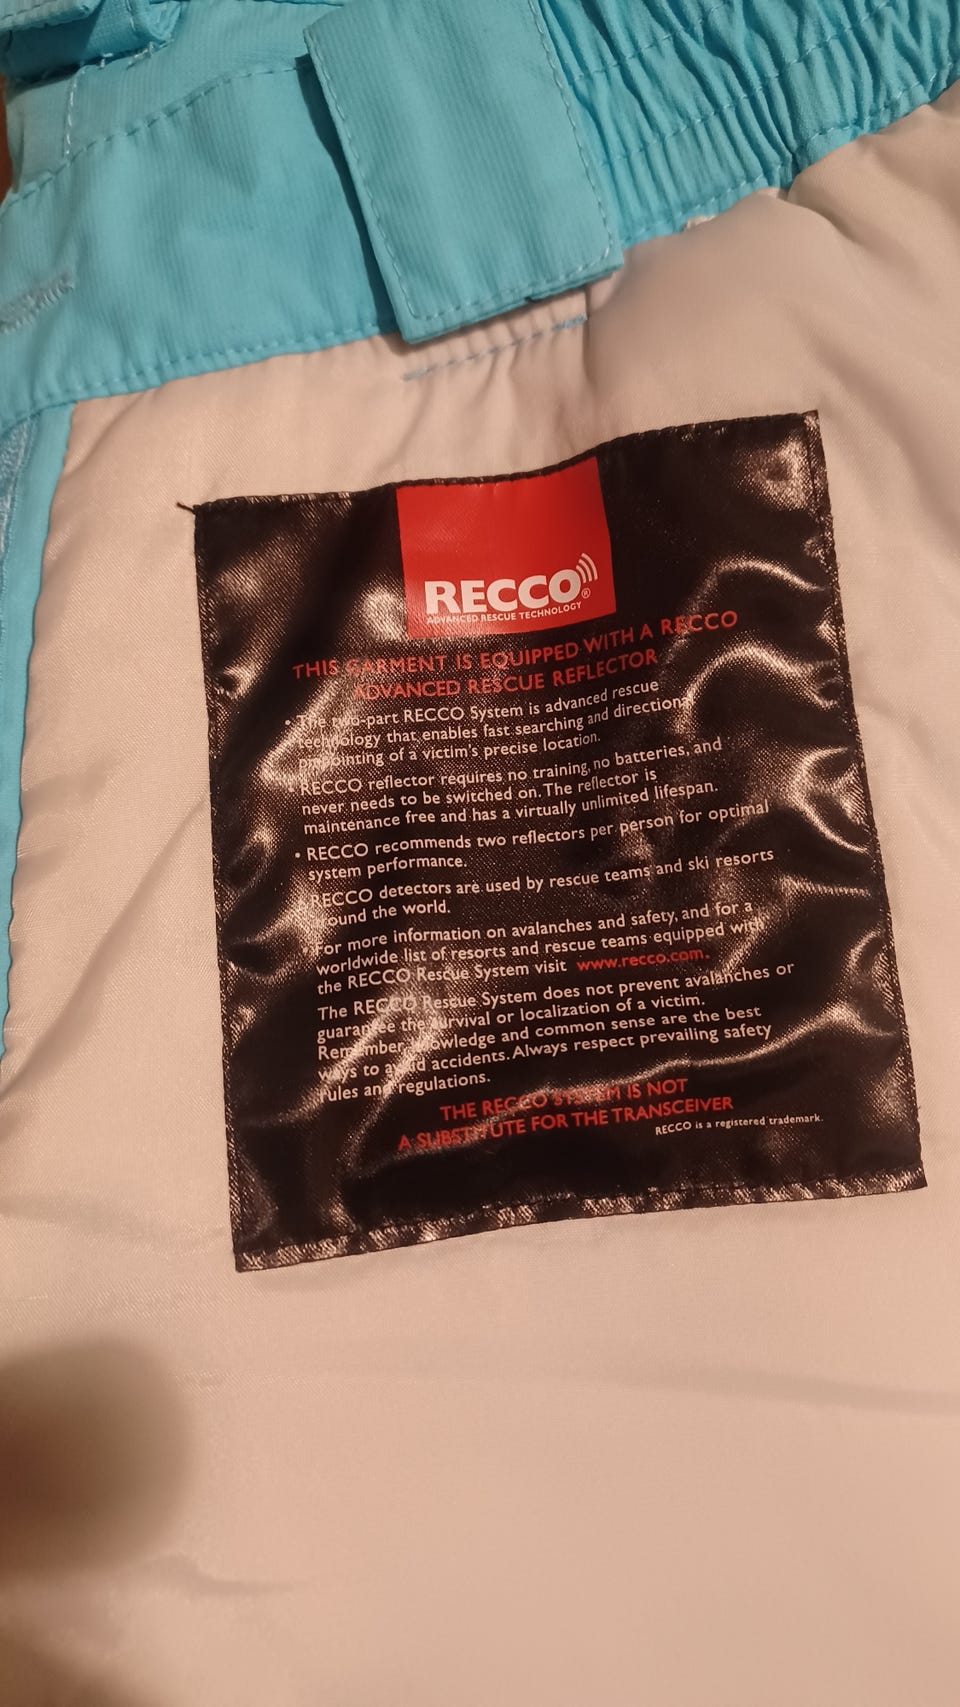 RECCO®
ADVANCED RESCUE TECHNOLOGY
THIS GARMENT IS EQUIPPED WITH A RECCO
ADVANCED RESCUE REFLECTOR
• The two-part RECCO System is advanced rescue
technology that enables fast searching and directional
pinpointing of a victim's precise location.
RECCO reflector requires no training, no batteries, and
never needs to be switched on. The reflector is
maintenance free and has a virtually unlimited lifespan.
• RECCO recommends two reflectors per person for optimal
system performance.
RECCO detectors are used by rescue teams and ski resorts
around the world.
For more information on avalanches and safety, and for a
worldwide list of resorts and rescue teams equipped with
the RECCO Rescue System visit www.recco.com.
The RECCO Rescue System does not prevent avalanches or
guarantee the survival or localization of a victim.
Remember, knowledge and common sense are the best
ways to avoid accidents. Always respect prevailing safety
rules and regulations.
THE RECCO SYSTEM IS NOT
A SUBSTITUTE FOR THE TRANSCEIVER
RECCO is a registered trademark.